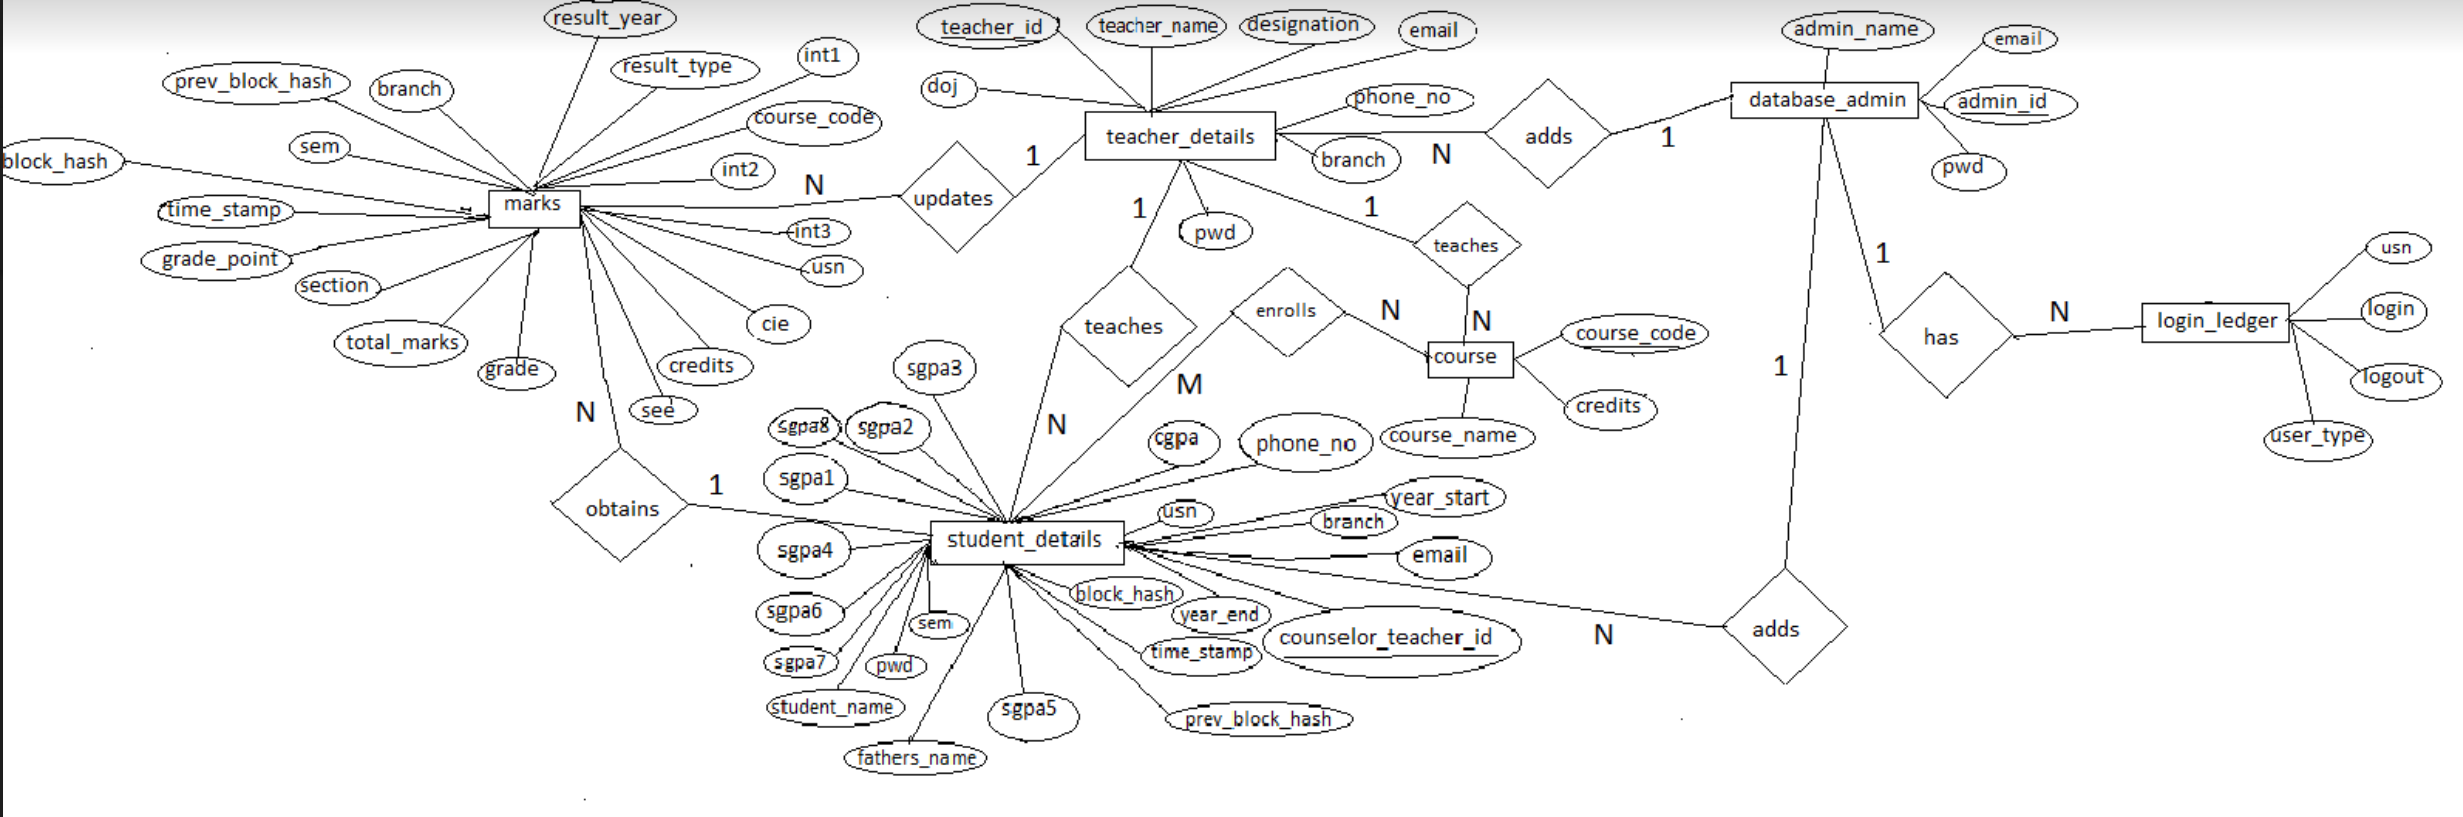 result_year
teacher_id
teacher_name
designation
email
admin_name
email
prev_block_hash
branch
result_type
int1
doj
phone_no
database_admin
admin_id
course_code
teacher_details
adds
1
N
branch
pwd
block_hash
sem
int2
1
N
updates
marks
time_stamp
int3
1
pwd
1
teaches
usn
1
grade_point
usn
section
cie
teaches
enrolls
N
N
course
course_code
credits
course_name
has
N
login_ledger
login
logout
user_type
total_marks
grade
credits
see
N
sgpa3
M
N
1
sgpa8
sgpa2
cgpa
phone_no
sgpa1
1
obtains
usn
year_start
branch
student_details
email
sgpa4
block_hash
year_end
sgpa6
sem
counselor_teacher_id
time_stamp
N
adds
sgpa7
pwd
student_name
sgpa5
prev_block_hash
fathers_name